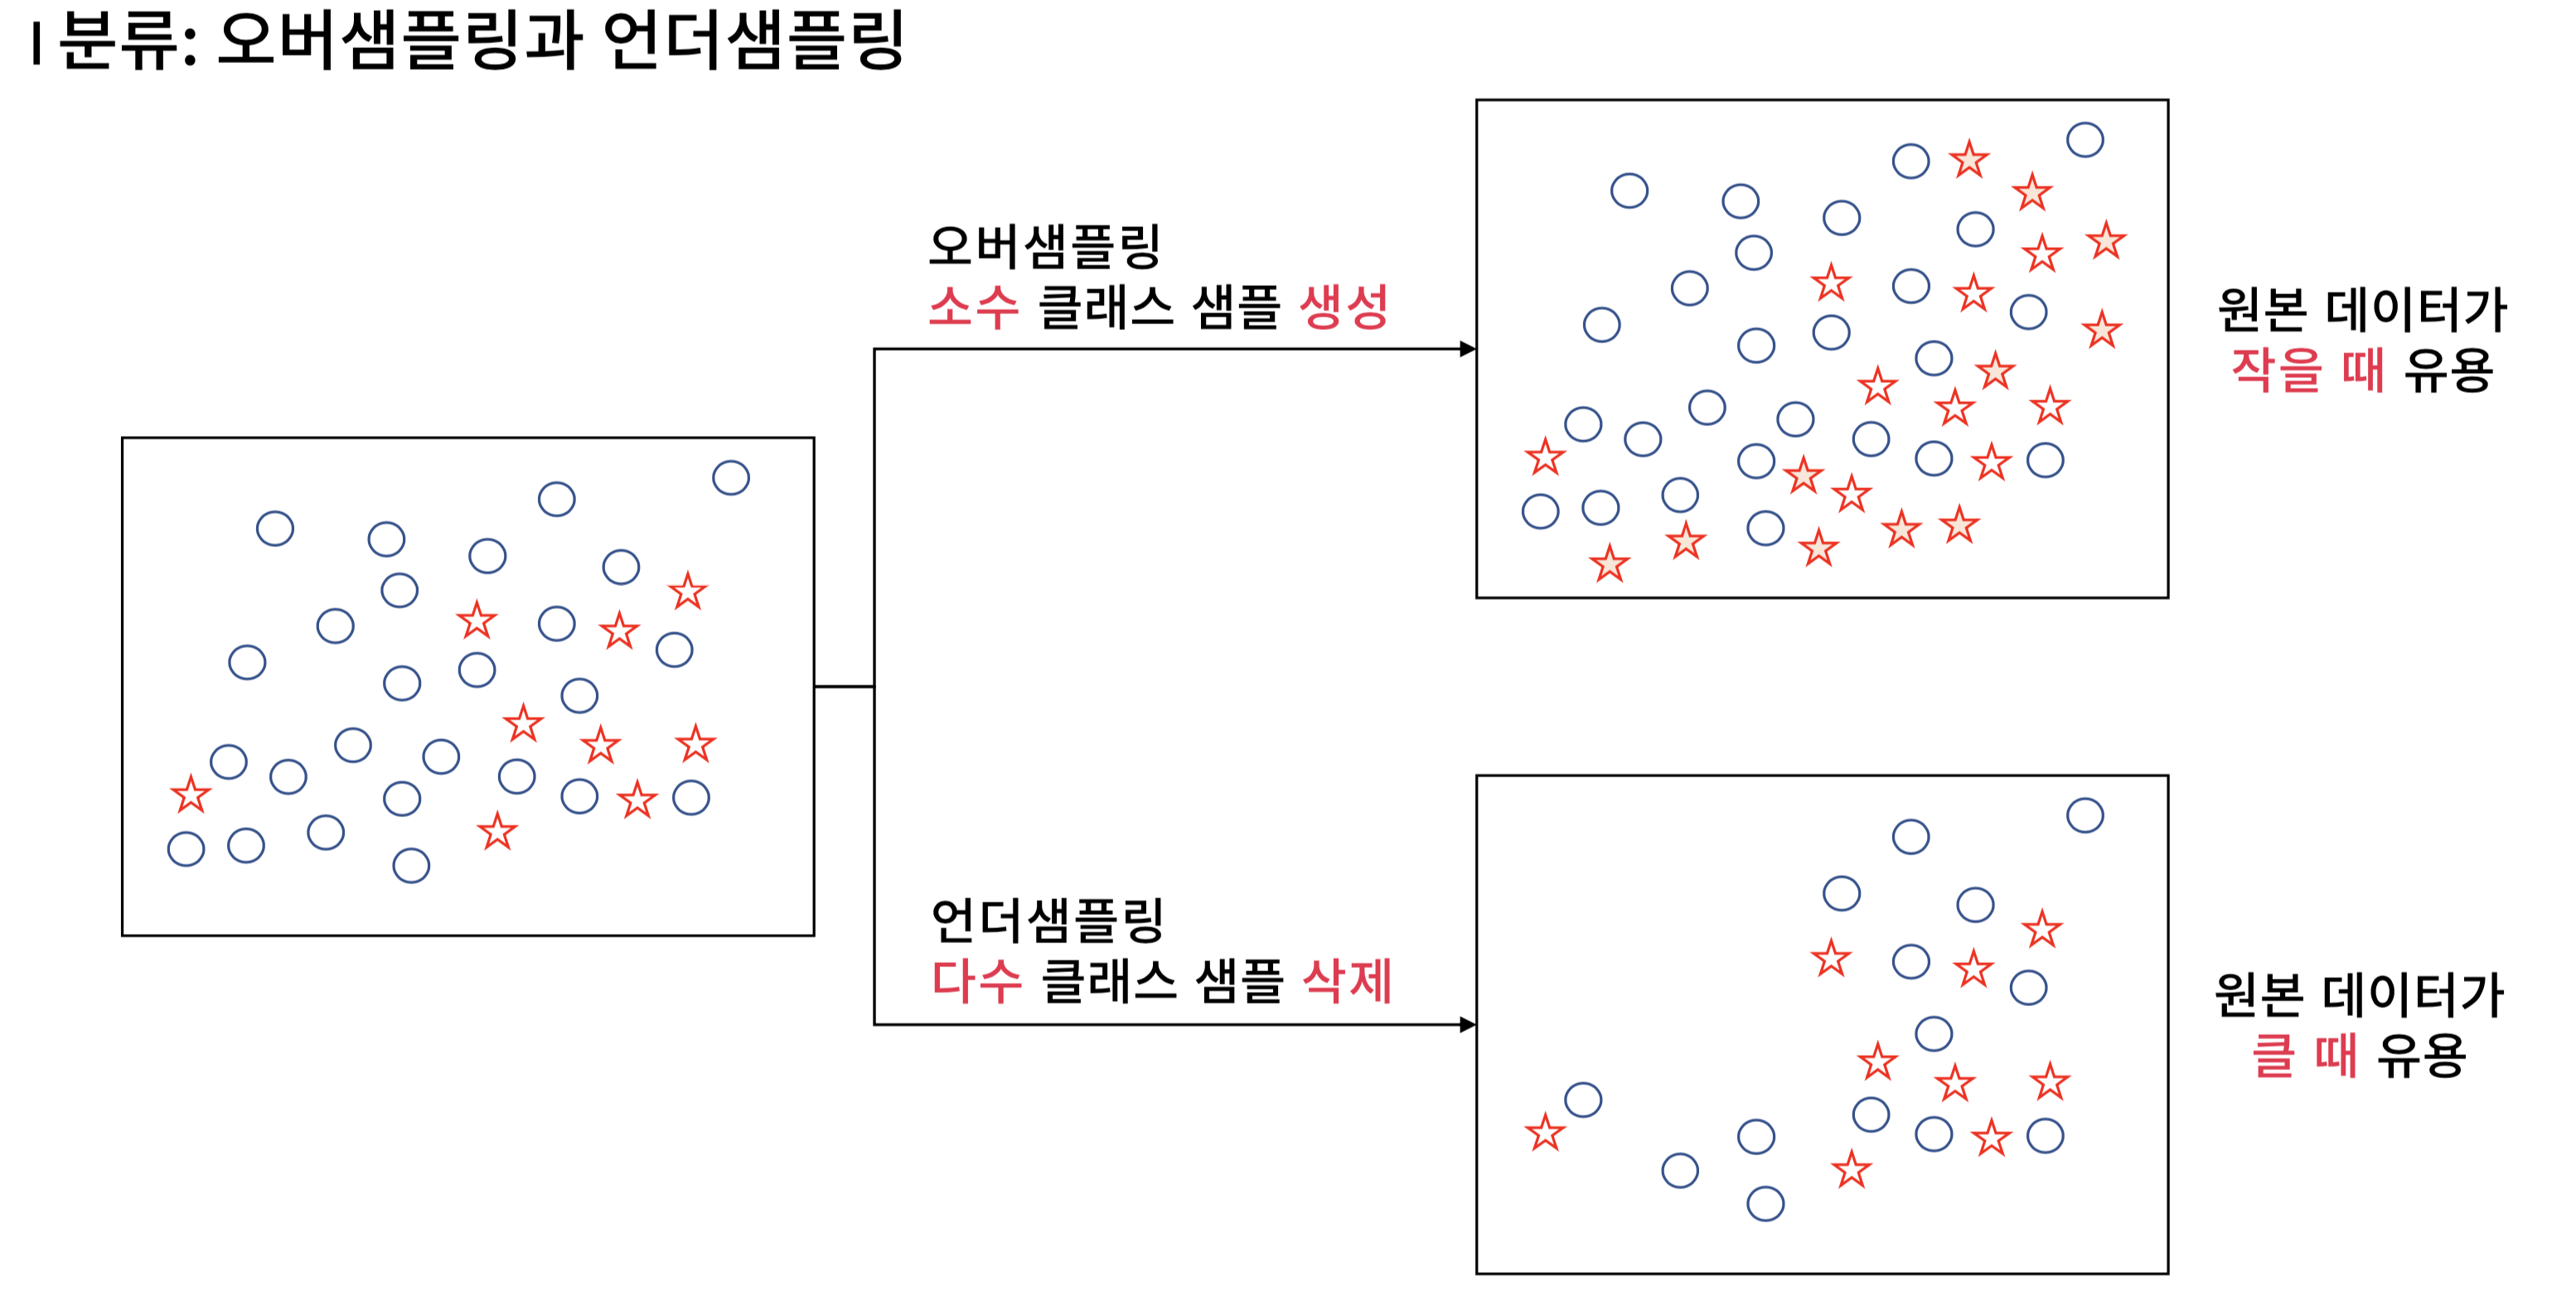 분류: 오버샘플링과 언더샘플링
오버샘플링
소수 클래스 샘플 생성
원본 데이터가
작을 때 유용
언더샘플링
다수 클래스 샘플 삭제
원본 데이터가
클 때 유용